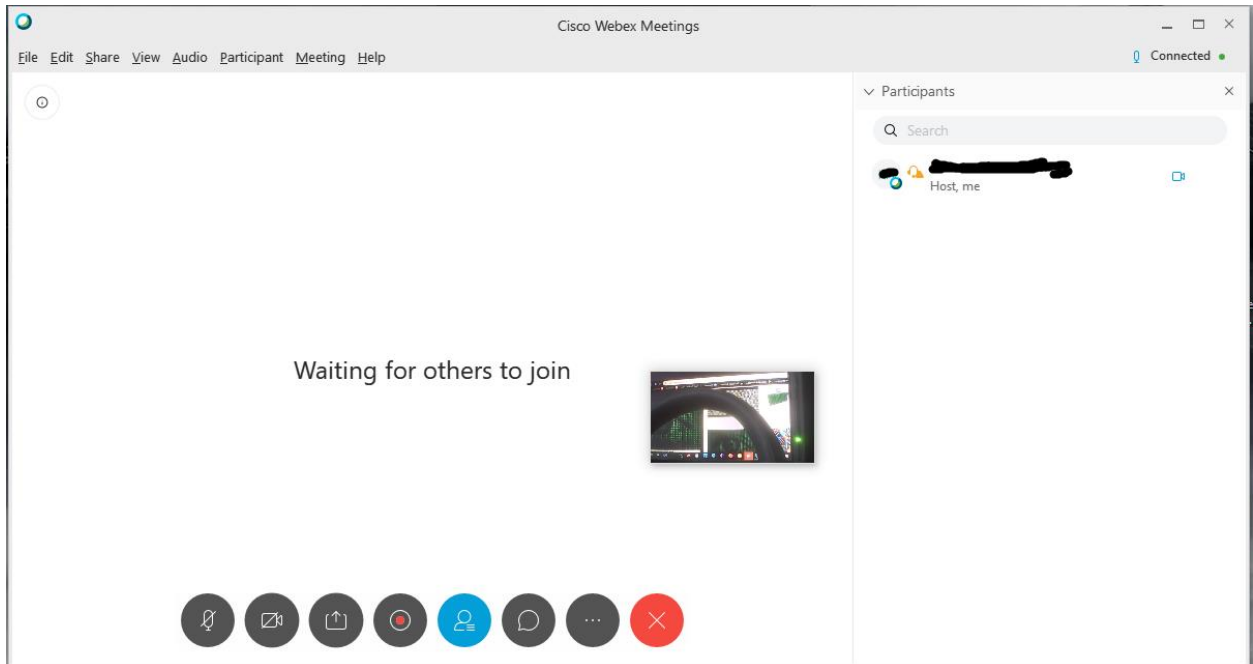 Cisco Webex Meetings
File Edit Share View Audio Participant Meeting Help
Connected
Participants
Search
Host, me
Waiting for others to join